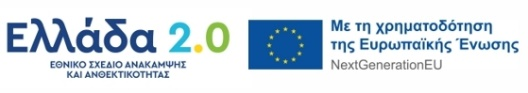 Ελλάδα 2.0
ΕΘΝΙΚΟ ΣΧΕΔΙΟ ΑΝΑΚΑΜΨΗΣ
ΚΑΙ ΑΝΘΕΚΤΙΚΟΤΗΤΑΣ
Με τη χρηματοδότηση
της Ευρωπαϊκής Ένωσης
NextGenerationEU